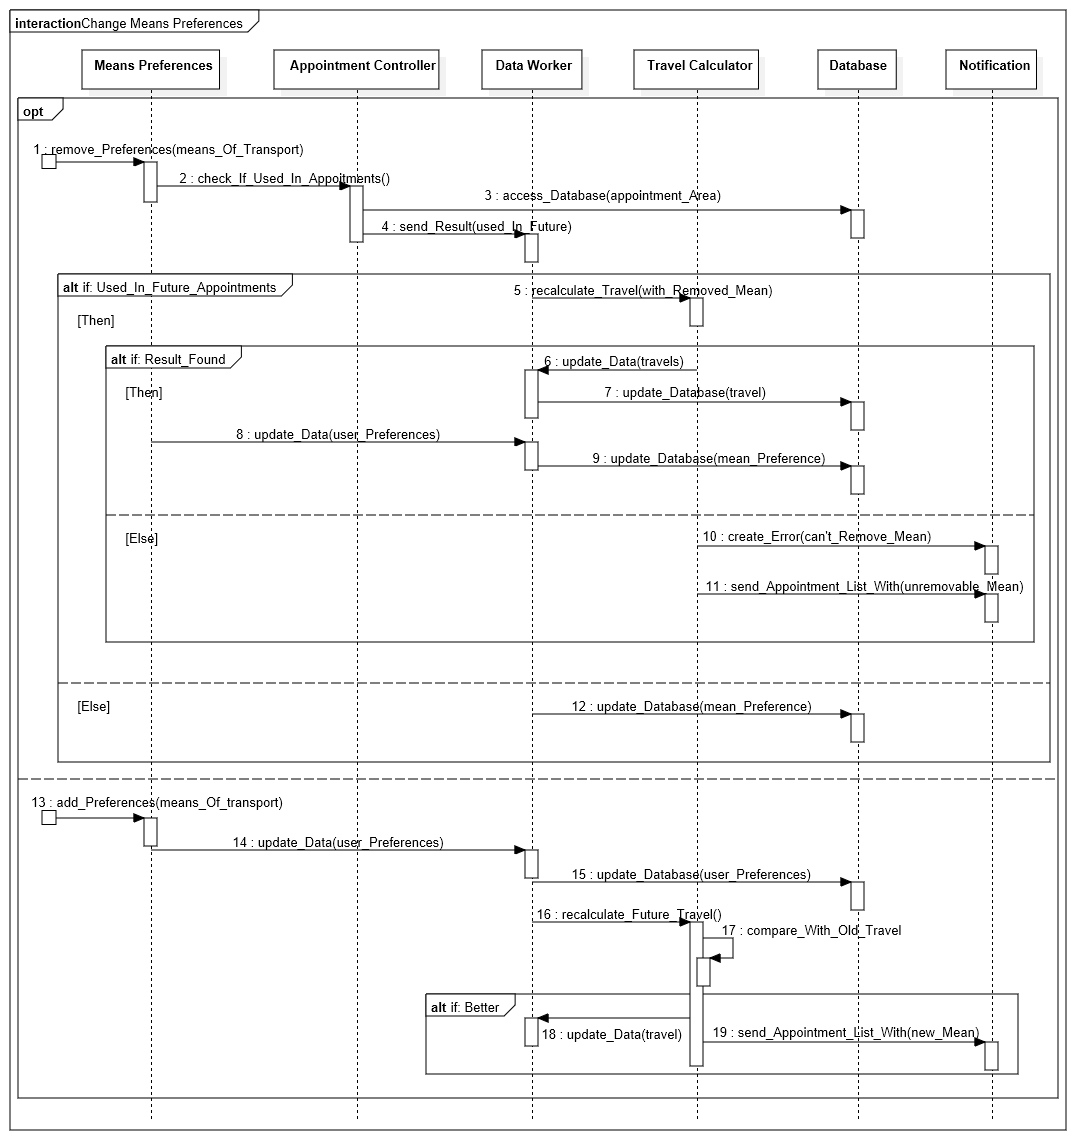 interactionChange Means Preferences
Means Preferences
Appointment Controller
Data Worker
Travel Calculator
Database
Notification
opt
1 : remove_Preferences(means_Of_Transport)
2 : check_If_Used_In_Appoitments()
3 : access_Database(appointment_Area)
4 : send_Result(used_In_Future)
alt if: Used_In_Future_Appointments
5 : recalculate_Travel(with_Removed_Mean)
[Then]
alt if: Result_Found
6 : update_Data(travels)
[Then]
7 : update_Database(travel)
8 : update_Data(user_Preferences)
9 : update_Database(mean_Preference)
[Else]
10 : create_Error(can't_Remove_Mean)
11 : send_Appointment_List_With(unremovable_Mean)
[Else]
12 : update_Database(mean_Preference)
13 : add_Preferences(means_Of_transport)
14 : update_Data(user_Preferences)
15 : update_Database(user_Preferences)
16 : recalculate_Future_Travel()
17 : compare_With_Old_Travel
alt if: Better
18 : update_Data(travel)
19 : send_Appointment_List_With(new_Mean)